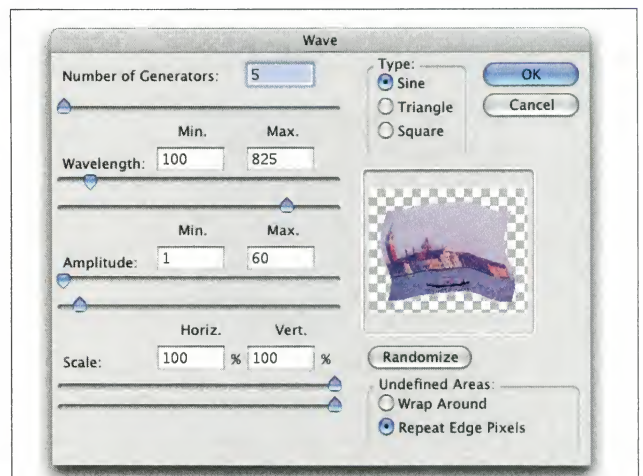 Wave
Number of Generators: 5
Min. Max.
Wavelength: 100 825
Min. Max.
Amplitude: 1 60
Horiz. Vert.
Scale: 100 % 100 %
Type:
Sine
Triangle
Square
OK
Cancel
Randomize
Undefined Areas:
Wrap Around
Repeat Edge Pixels